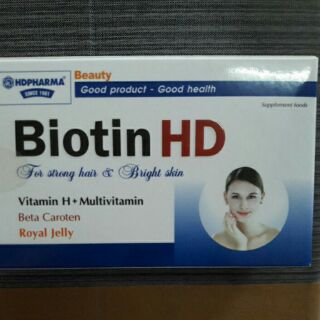 HDPHARMA
SINCE 1981
Beauty
Good product - Good health
Supplement foods
Biotin HD
For strong hair & Bright skin
Vitamin H + Multivitamin
Beta Caroten
Royal Jelly